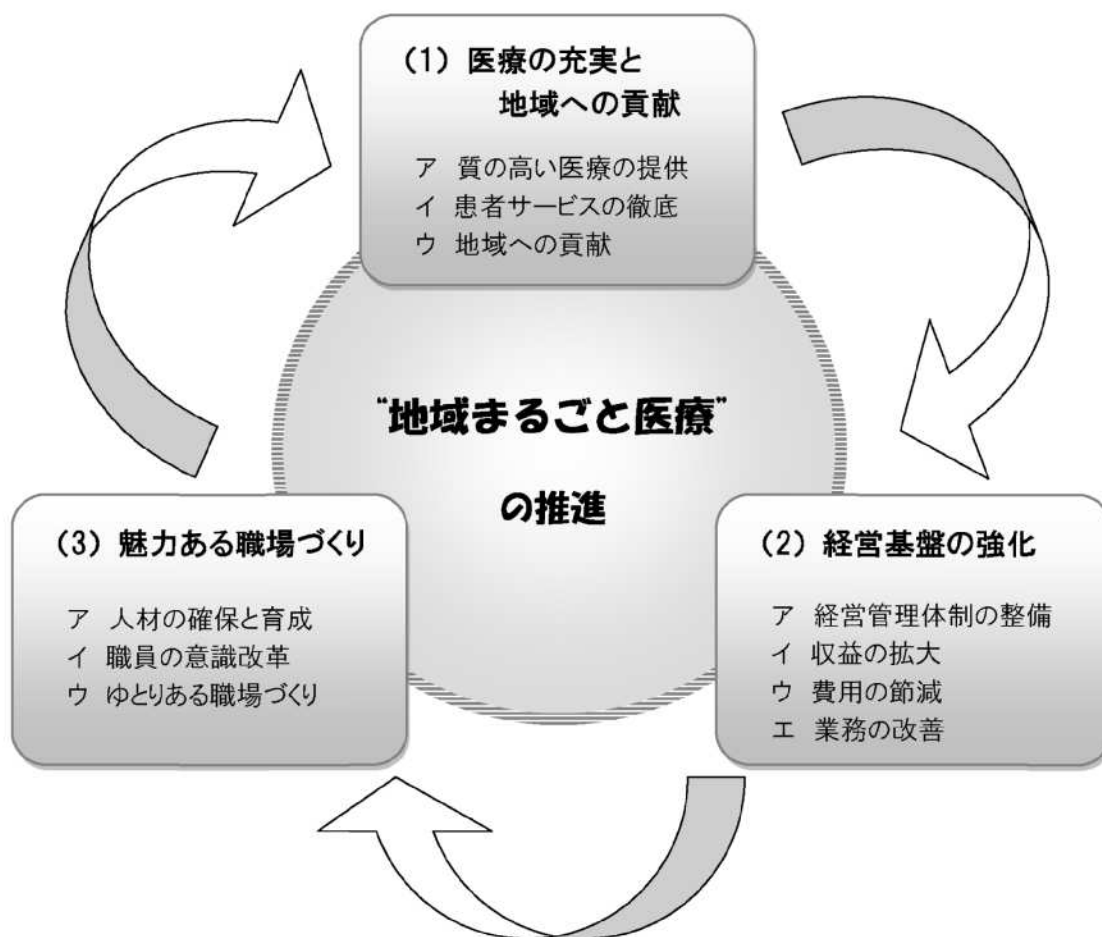 （1）医療の充実と
地域への貢献
ア 質の高い医療の提供
イ 患者サービスの徹底
ウ 地域への貢献
“地域まるごと医療”
の推進
（3）魅力ある職場づくり
ア 人材の確保と育成
イ 職員の意識改革
ウ ゆとりある職場づくり
（2）経営基盤の強化
ア 経営管理体制の整備
イ 収益の拡大
ウ 費用の節減
エ 業務の改善